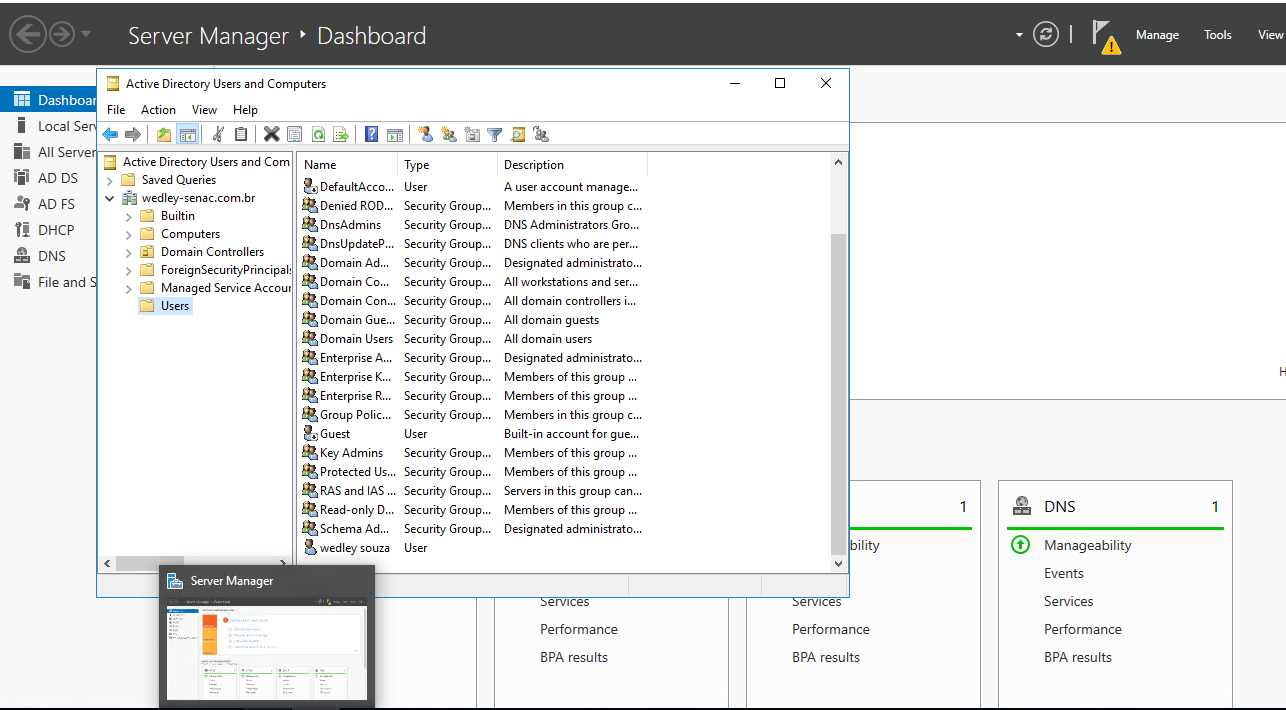 Server Manager • Dashboard
Manage Tools View
Dashboar
Local Serv
All Server
AD DS
AD FS
DHCP
DNS
File and S
Active Directory Users and Computers
File Action View Help
Active Directory Users and Com
Saved Queries
wedley-senac.com.br
Builtin
Computers
Domain Controllers
ForeignSecurityPrincipals
Managed Service Accour
Users
Name Type Description
DefaultAcco... User A user account manage...
Denied ROD... Security Group... Members in this group c...
DnsAdmins Security Group... DNS Administrators Gro...
DnsUpdateP... Security Group... DNS clients who are per...
Domain Ad... Security Group... Designated administrato...
Domain Co... Security Group... All workstations and ser...
Domain Con... Security Group... All domain controllers i...
Domain Gue... Security Group... All domain guests
Domain Users Security Group... All domain users
Enterprise A... Security Group... Designated administrato...
Enterprise K... Security Group... Members of this group ...
Enterprise R... Security Group... Members of this group ...
Group Polic... Security Group... Members in this group c...
Guest User Built-in account for gue...
Key Admins Security Group... Members of this group ...
Protected Us... Security Group... Members of this group ...
RAS and IAS ... Security Group... Servers in this group can...
Read-only D... Security Group... Members of this group ...
Schema Ad... Security Group... Designated administrato...
wedley souza User
H
Server Manager
Services
Performance
BPA results
1
bility
Services
Performance
BPA results
DNS 1
Manageability
Events
Services
Performance
BPA results